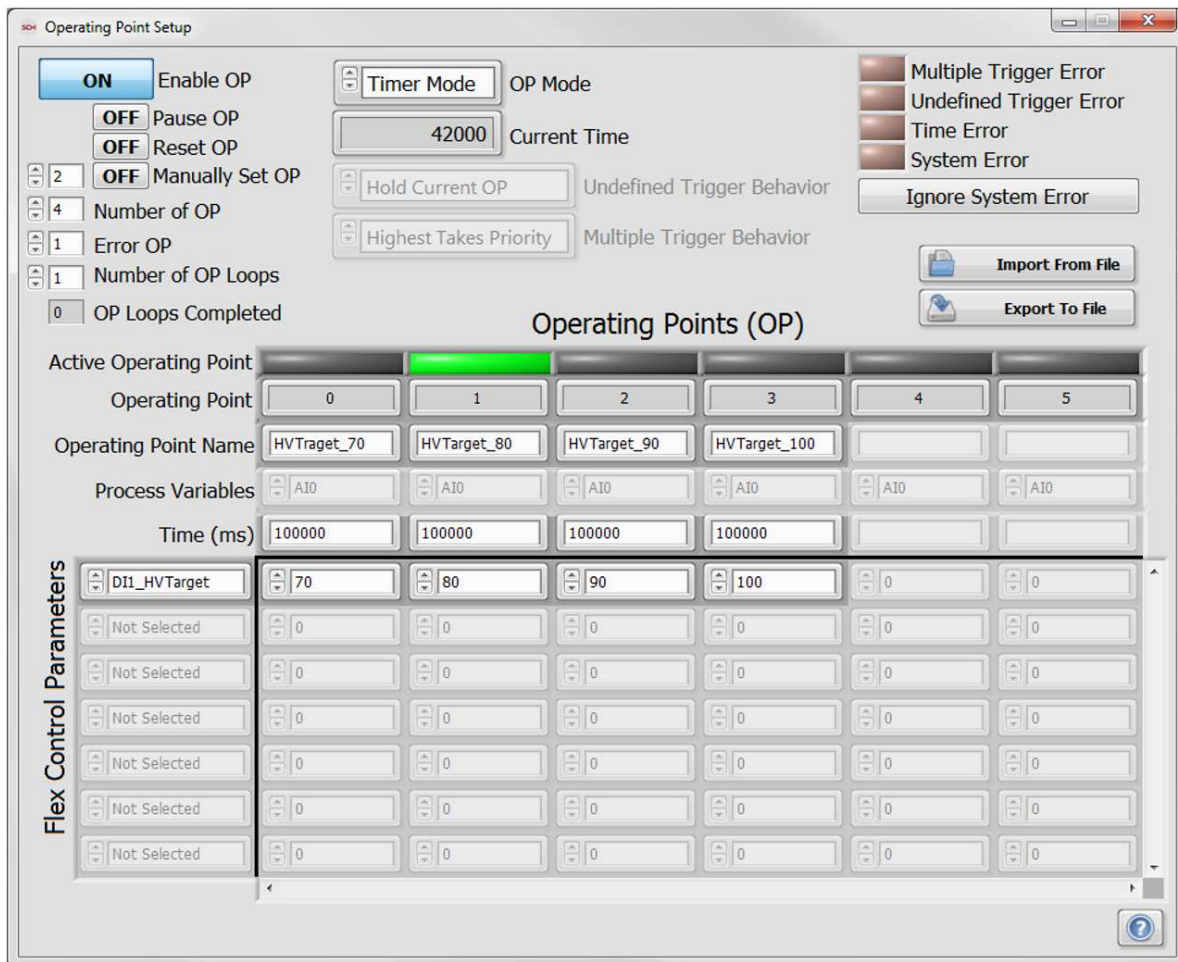 SCH Operating Point Setup
ON Enable OP
OFF Pause OP
OFF Reset OP
2 OFF Manually Set OP
4 Number of OP
1 Error OP
1 Number of OP Loops
0 OP Loops Completed
Timer Mode OP Mode
42000 Current Time
Hold Current OP Undefined Trigger Behavior
Highest Takes Priority Multiple Trigger Behavior
Multiple Trigger Error
Undefined Trigger Error
Time Error
System Error
Ignore System Error
Import From File
Export To File
Operating Points (OP)
Active Operating Point
Operating Point 0 1 2 3 4 5
Operating Point Name HVTraget_70 HVTarget_80 HVTarget_90 HVTarget_100
Process Variables AI0 AI0 AI0 AI0 AI0 AI0
Time (ms) 100000 100000 100000 100000
Flex Control Parameters
DI1_HVTarget 70 80 90 100 0 0
Not Selected 0 0 0 0 0 0
Not Selected 0 0 0 0 0 0
Not Selected 0 0 0 0 0 0
Not Selected 0 0 0 0 0 0
Not Selected 0 0 0 0 0 0
Not Selected 0 0 0 0 0 0
?